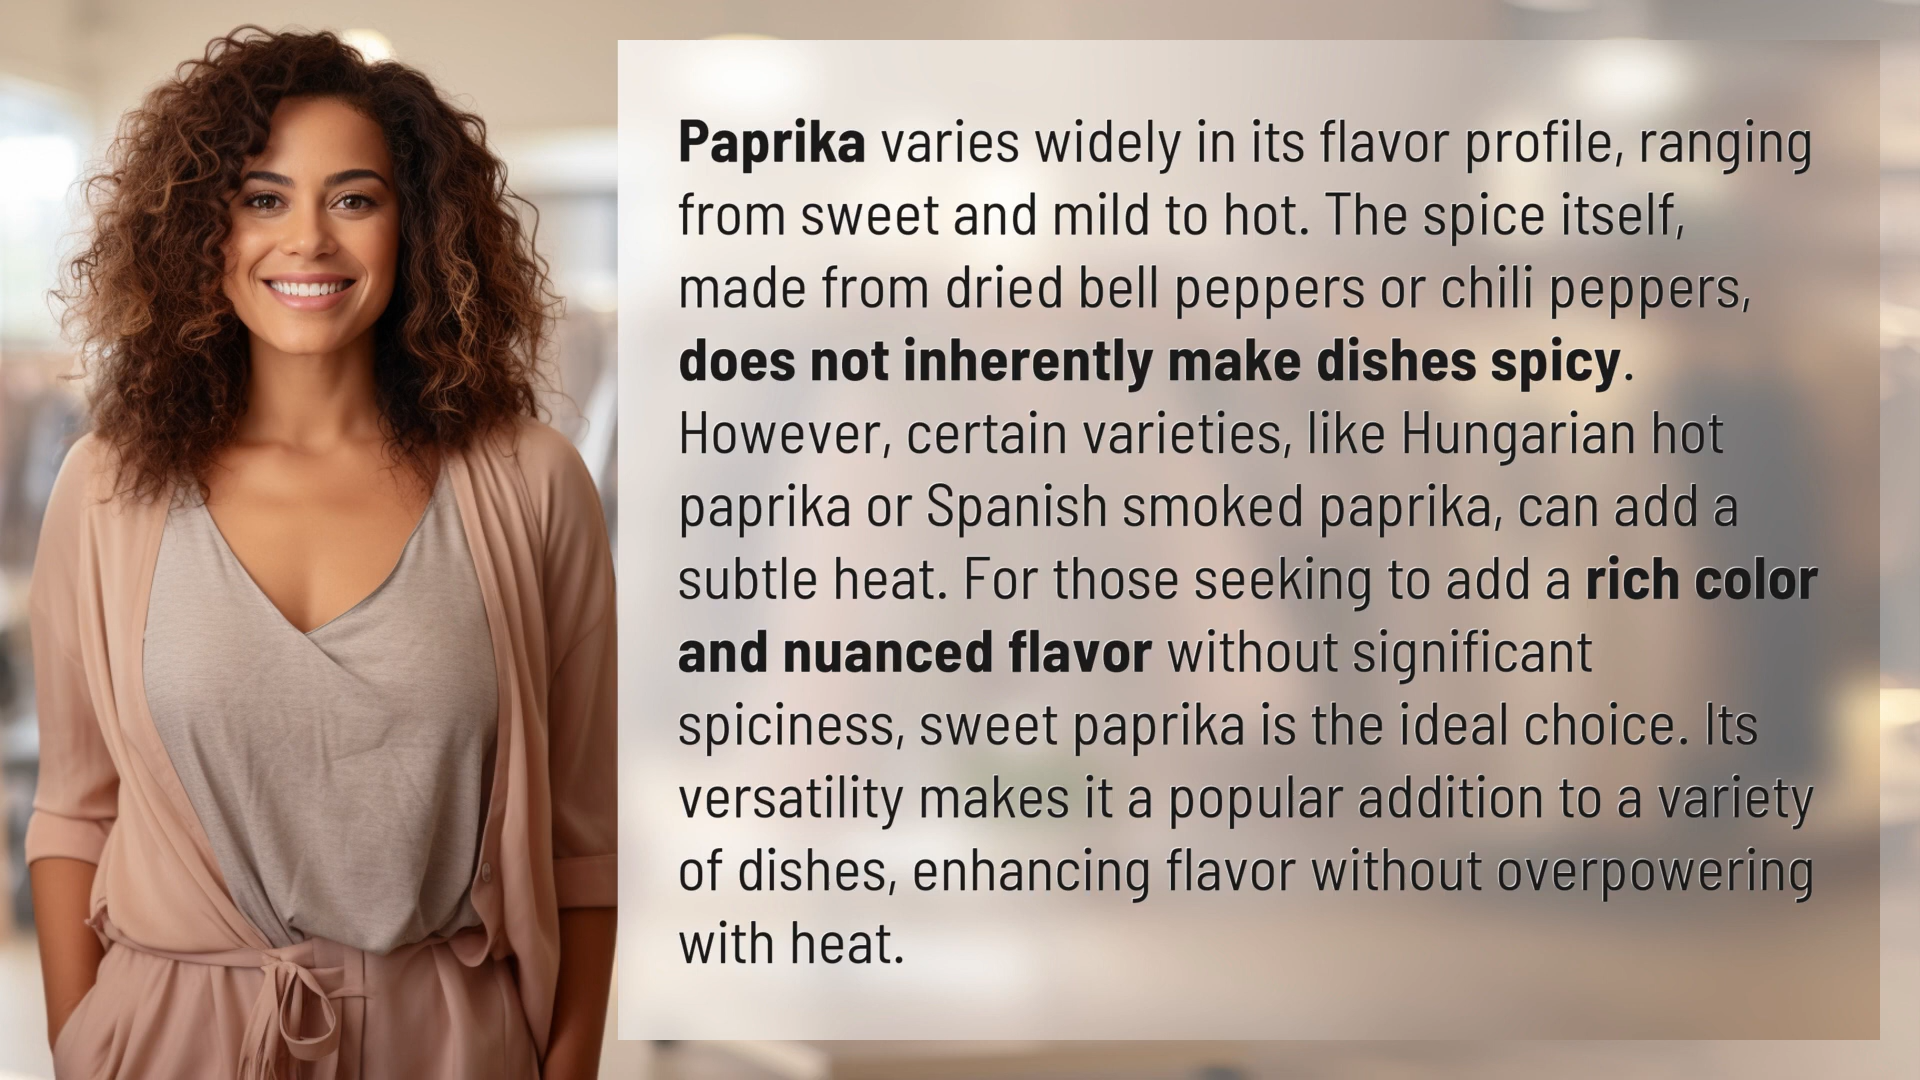 Paprika varies widely in its flavor profile, ranging
from sweet and mild to hot. The spice itself,
made from dried bell peppers or chili peppers,
does not inherently make dishes spicy.
However, certain varieties, like Hungarian hot
paprika or Spanish smoked paprika, can add a
subtle heat. For those seeking to add a rich color
and nuanced flavor without significant
spiciness, sweet paprika is the ideal choice. Its
versatility makes it a popular addition to a variety
of dishes, enhancing flavor without overpowering
with heat.